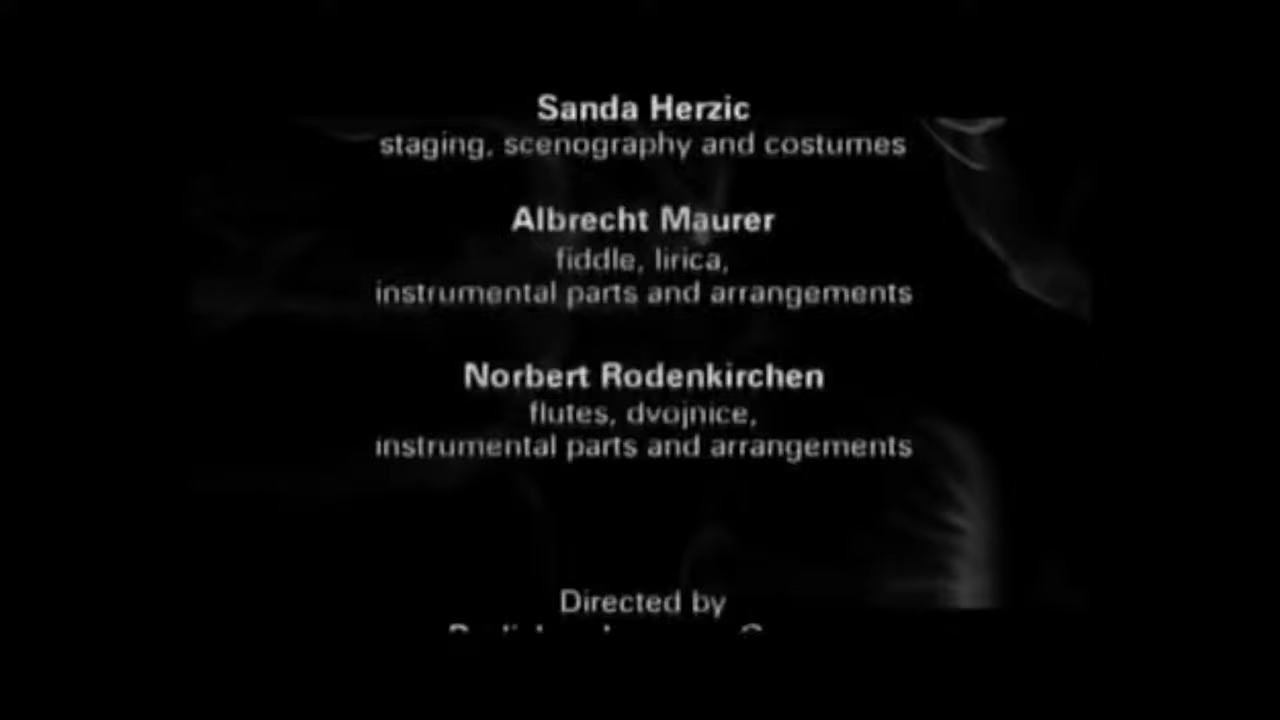 Sanda Herzic
staging, scenography and costumes
Albrecht Maurer
fiddle, lirica,
instrumental parts and arrangements
Norbert Rodenkirchen
flutes, dvojnice,
instrumental parts and arrangements
Directed by